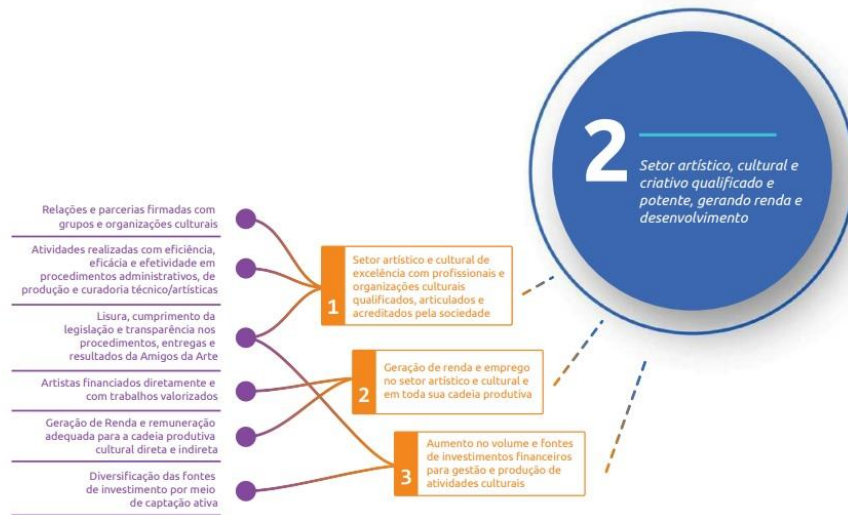 2
Setor artístico, cultural e
criativo qualificado e
potente, gerando renda e
desenvolvimento
Relações e parcerias firmadas com
grupos e organizações culturais
Atividades realizadas com eficiência,
eficácia e efetividade em
procedimentos administrativos, de
produção e curadoria técnico/artísticas
Lisura, cumprimento da
legislação e transparência nos
procedimentos, entregas e
resultados da Amigos da Arte
Artistas financiados diretamente e
com trabalhos valorizados
Geração de Renda e remuneração
adequada para a cadeia produtiva
cultural direta e indireta
Diversificação das fontes
de investimento por meio
de captação ativa
1
Setor artístico e cultural de
excelência com profissionais e
organizações culturais
qualificados, articulados e
acreditados pela sociedade
2
Geração de renda e emprego
no setor artístico e cultural e
em toda sua cadeia produtiva
3
Aumento no volume e fontes
de investimentos financeiros
para gestão e produção de
atividades culturais